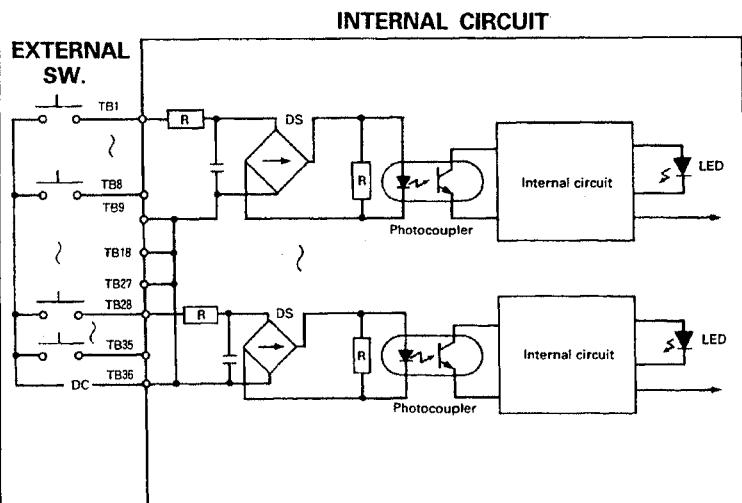 INTERNAL CIRCUIT
EXTERNAL
SW.
TB1
R
DS
R
Internal circuit
LED
TB8
TB9
Photocoupler
TB18
TB27
TB28
R
DS
R
Internal circuit
LED
TB35
TB36
DC
Photocoupler